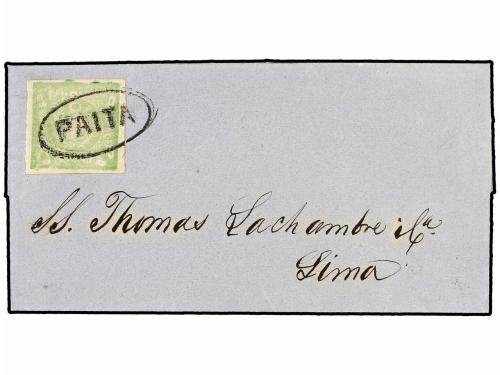 PAITA
SS. Thomas Lachambre i Ca
Lima